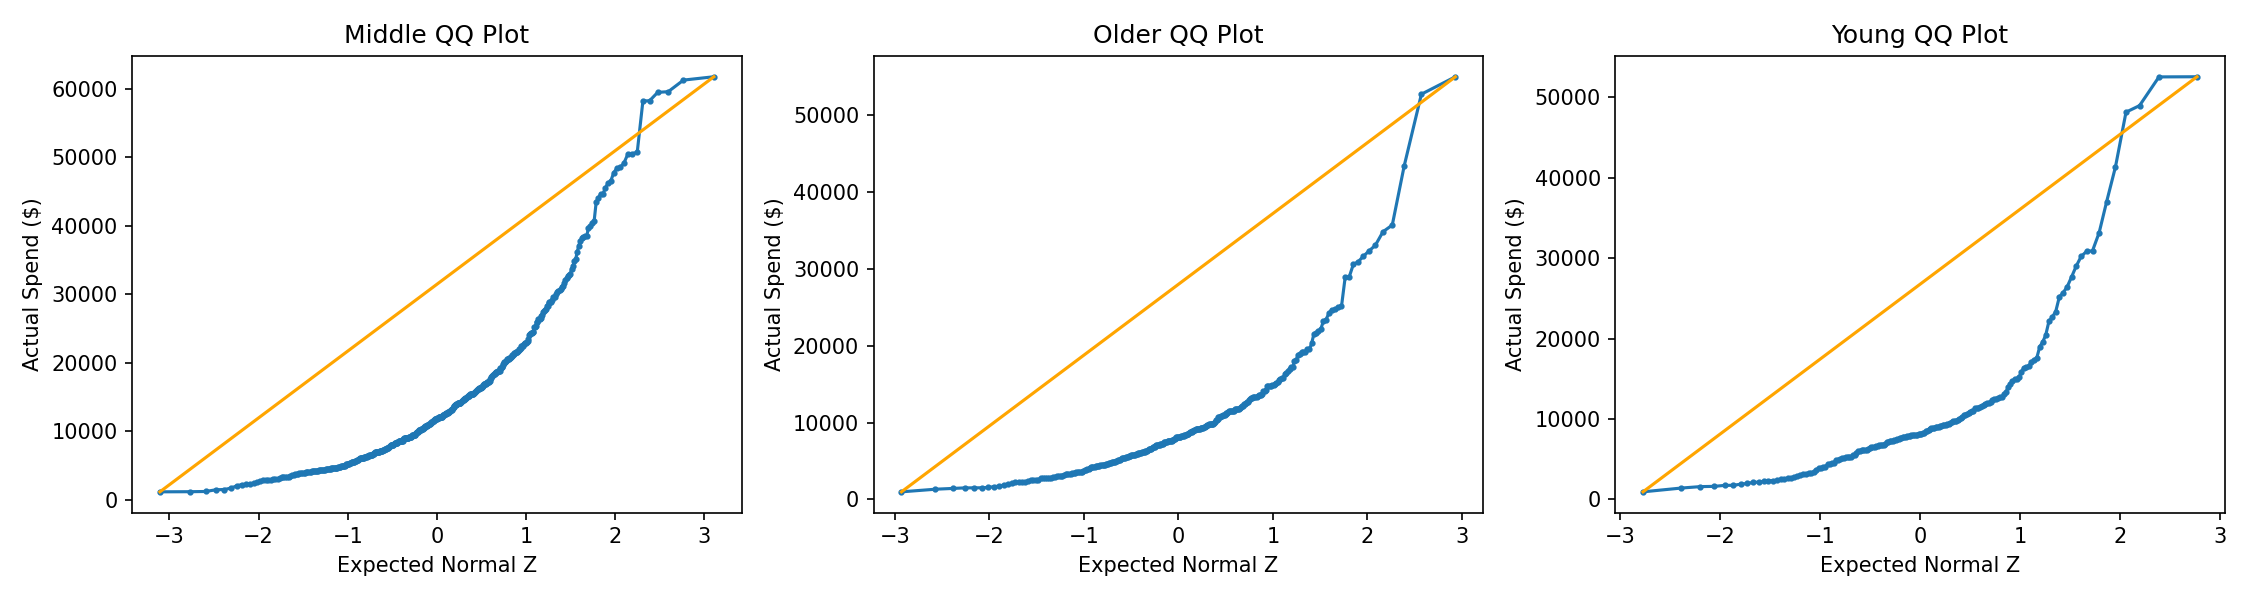 Middle QQ Plot
Actual Spend ($)
60000
50000
40000
30000
20000
10000
0
−3 −2 −1 0 1 2 3
Expected Normal Z
Older QQ Plot
Actual Spend ($)
50000
40000
30000
20000
10000
0
−3 −2 −1 0 1 2 3
Expected Normal Z
Young QQ Plot
Actual Spend ($)
50000
40000
30000
20000
10000
0
−3 −2 −1 0 1 2 3
Expected Normal Z